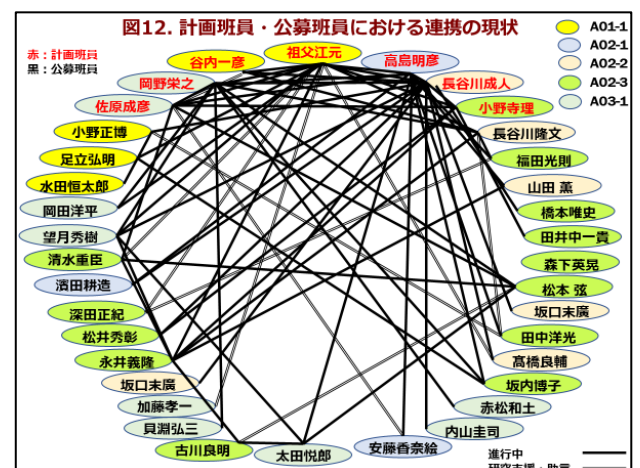 図12. 計画班員・公募班員における連携の現状
赤：計画班員
黒：公募班員
A01-1
A02-1
A02-2
A02-3
A03-1
祖父江元
谷内一彦
高島明彦
岡野栄之
長谷川成人
佐原成彦
小野寺理
小野正博
長谷川隆文
足立弘明
福田光則
水田恒太郎
山田 薫
岡田洋平
橋本唯史
望月秀樹
田井中一貴
清水重臣
森下英晃
濱田耕造
松本 弦
深田正紀
坂口末廣
松井秀彰
田中洋光
永井義隆
髙橋良輔
坂口末廣
坂内博子
加藤孝一
赤松和土
貝淵弘三
内山圭司
古川良明
太田悦郎
安藤香奈絵
進行中
研究支援・助言